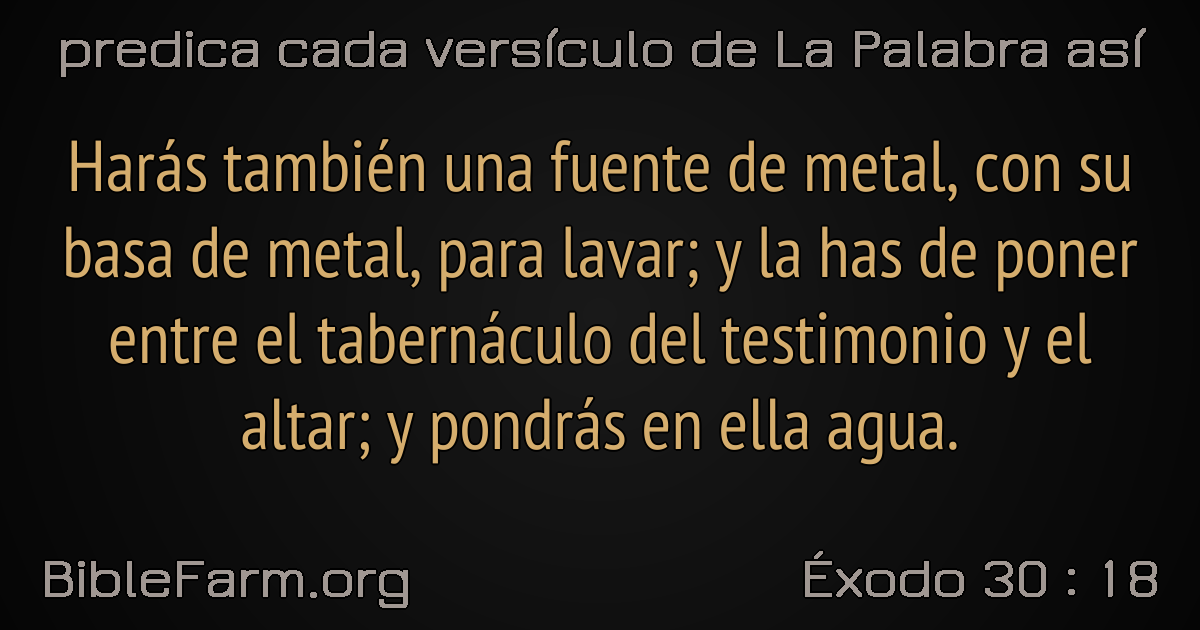 predica cada versículo de La Palabra así
Harás también una fuente de metal, con su
basa de metal, para lavar; y la has de poner
entre el tabernáculo del testimonio y el
altar; y pondrás en ella agua.
BibleFarm.org
Éxodo 30 : 18